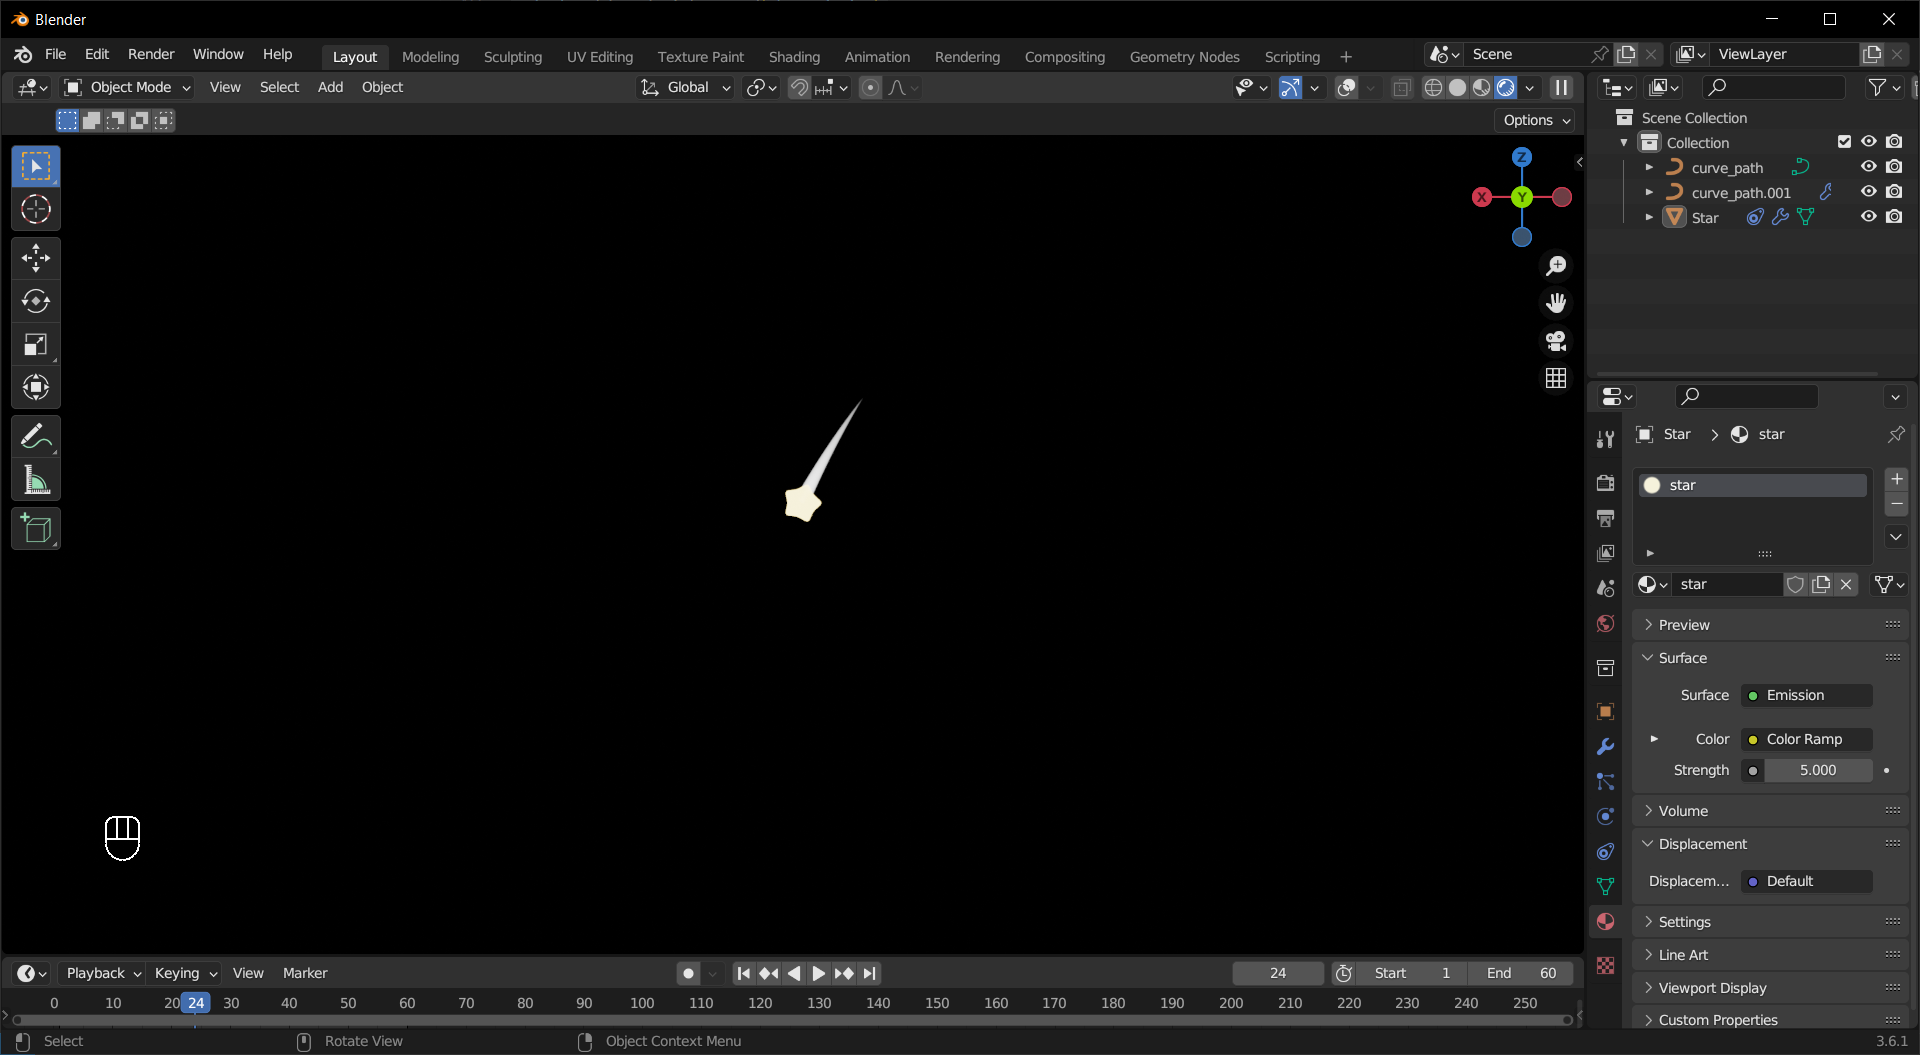 Blender
File Edit Render Window Help Layout Modeling Sculpting UV Editing Texture Paint Shading Animation Rendering Compositing Geometry Nodes Scripting + Scene ViewLayer
Object Mode View Select Add Object Global
Options
Z
X Y
Scene Collection
Collection
curve_path
curve_path.001
Star
Star > star
star
star
Preview
Surface
Surface Emission
Color Color Ramp
Strength 5.000
Volume
Displacement
Displacem... Default
Settings
Line Art
Viewport Display
Custom Properties
Playback Keying View Marker 24 Start 1 End 60
0 10 20 24 30 40 50 60 70 80 90 100 110 120 130 140 150 160 170 180 190 200 210 220 230 240 250
Select Rotate View Object Context Menu 3.6.1